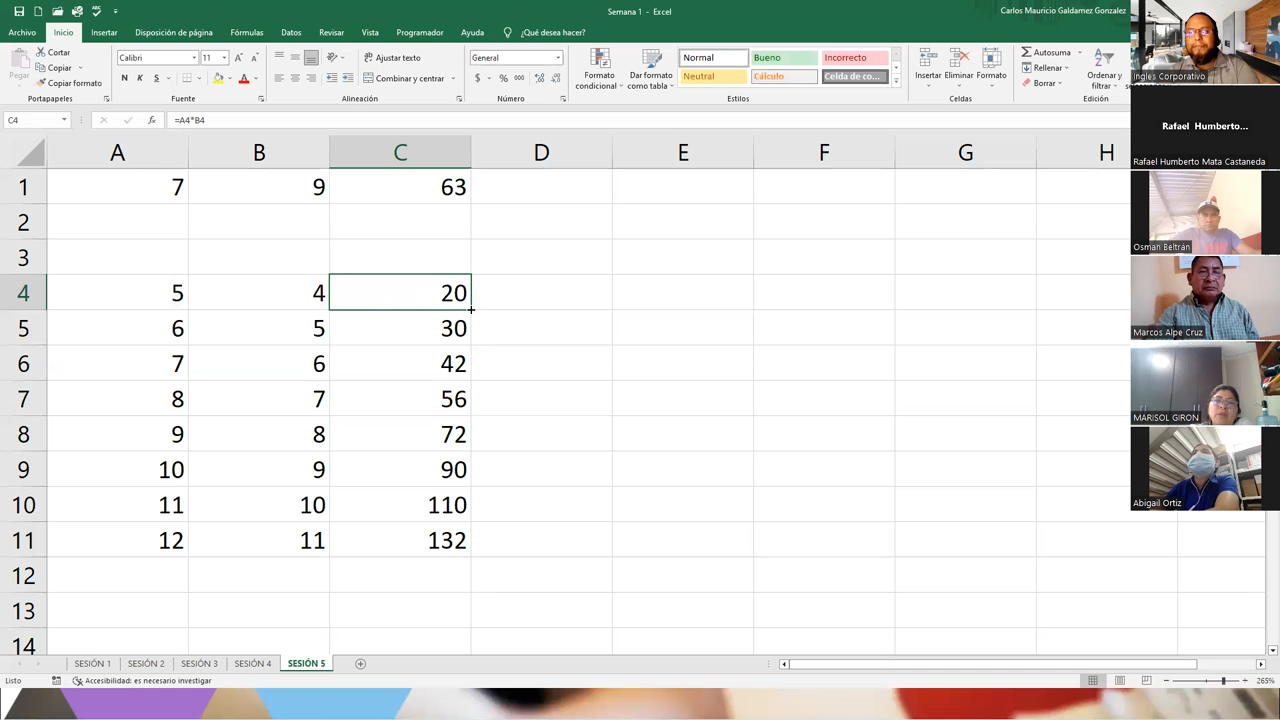 Semana 1 - Excel
Carlos Mauricio Galdamez Gonzalez
Archivo Inicio Insertar Disposición de página Fórmulas Datos Revisar Vista Programador Ayuda ¿Qué desea hacer?
Pegar
Cortar
Copiar
Copiar formato
Portapapeles
Calibri 11
N K S
Fuente
Ajustar texto
Combinar y centrar
Alineación
General
$ % 000
Número
Formato condicional
Dar formato como tabla
Normal Bueno Incorrecto
Neutral Cálculo Celda de co...
Estilos
Insertar Eliminar Formato
Celdas
Autosuma
Rellenar
Borrar
Ordenar y filtrar
Edición
C4 fx =A4*B4
A B C D E F G H
1 7 9 63
2
3
4 5 4 20
5 6 5 30
6 7 6 42
7 8 7 56
8 9 8 72
9 10 9 90
10 11 10 110
11 12 11 132
12
13
14
SESIÓN 1 SESIÓN 2 SESIÓN 3 SESIÓN 4 SESIÓN 5
Listo Accesibilidad: es necesario investigar 265%
Ingles Corporativo
Rafael Humberto...
Rafael Humberto Mata Castaneda
Osman Beltrán
Marcos Alpe Cruz
MARISOL GIRON
Abigail Ortiz